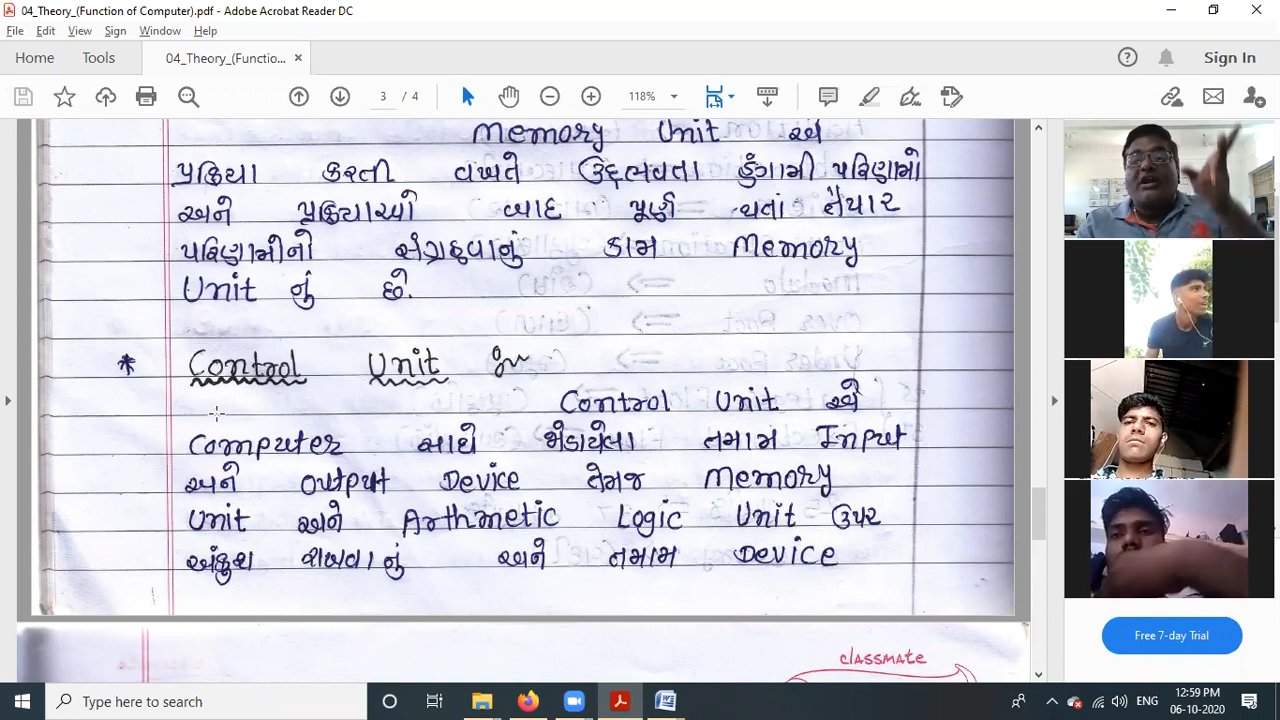 04_Theory_(Function of Computer).pdf - Adobe Acrobat Reader DC
File Edit View Sign Window Help
Home Tools 04_Theory_(Functio... × Sign In
3 / 4 118%
Memory Unit એ
પ્રક્રિયા કરતી વખતે ઉદ્દભવતા હંગામી પરિણામો
અને પ્રક્રિયાઓ બાદ પૂર્ણ થતાં તૈયાર
પરિણામોનો સંગ્રહવાનું કામ Memory
Unit નું છે.
* Control Unit
Control Unit એ
Computer સાથે જોડાયેલા તમામ Input
અને output Device તેમજ Memory
Unit અને Arthmetic Logic Unit ઉપર
અંકુશ રાખવાનું અને તમામ Device
classmate
Free 7-day Trial
Type here to search
ENG 12:59 PM
06-10-2020